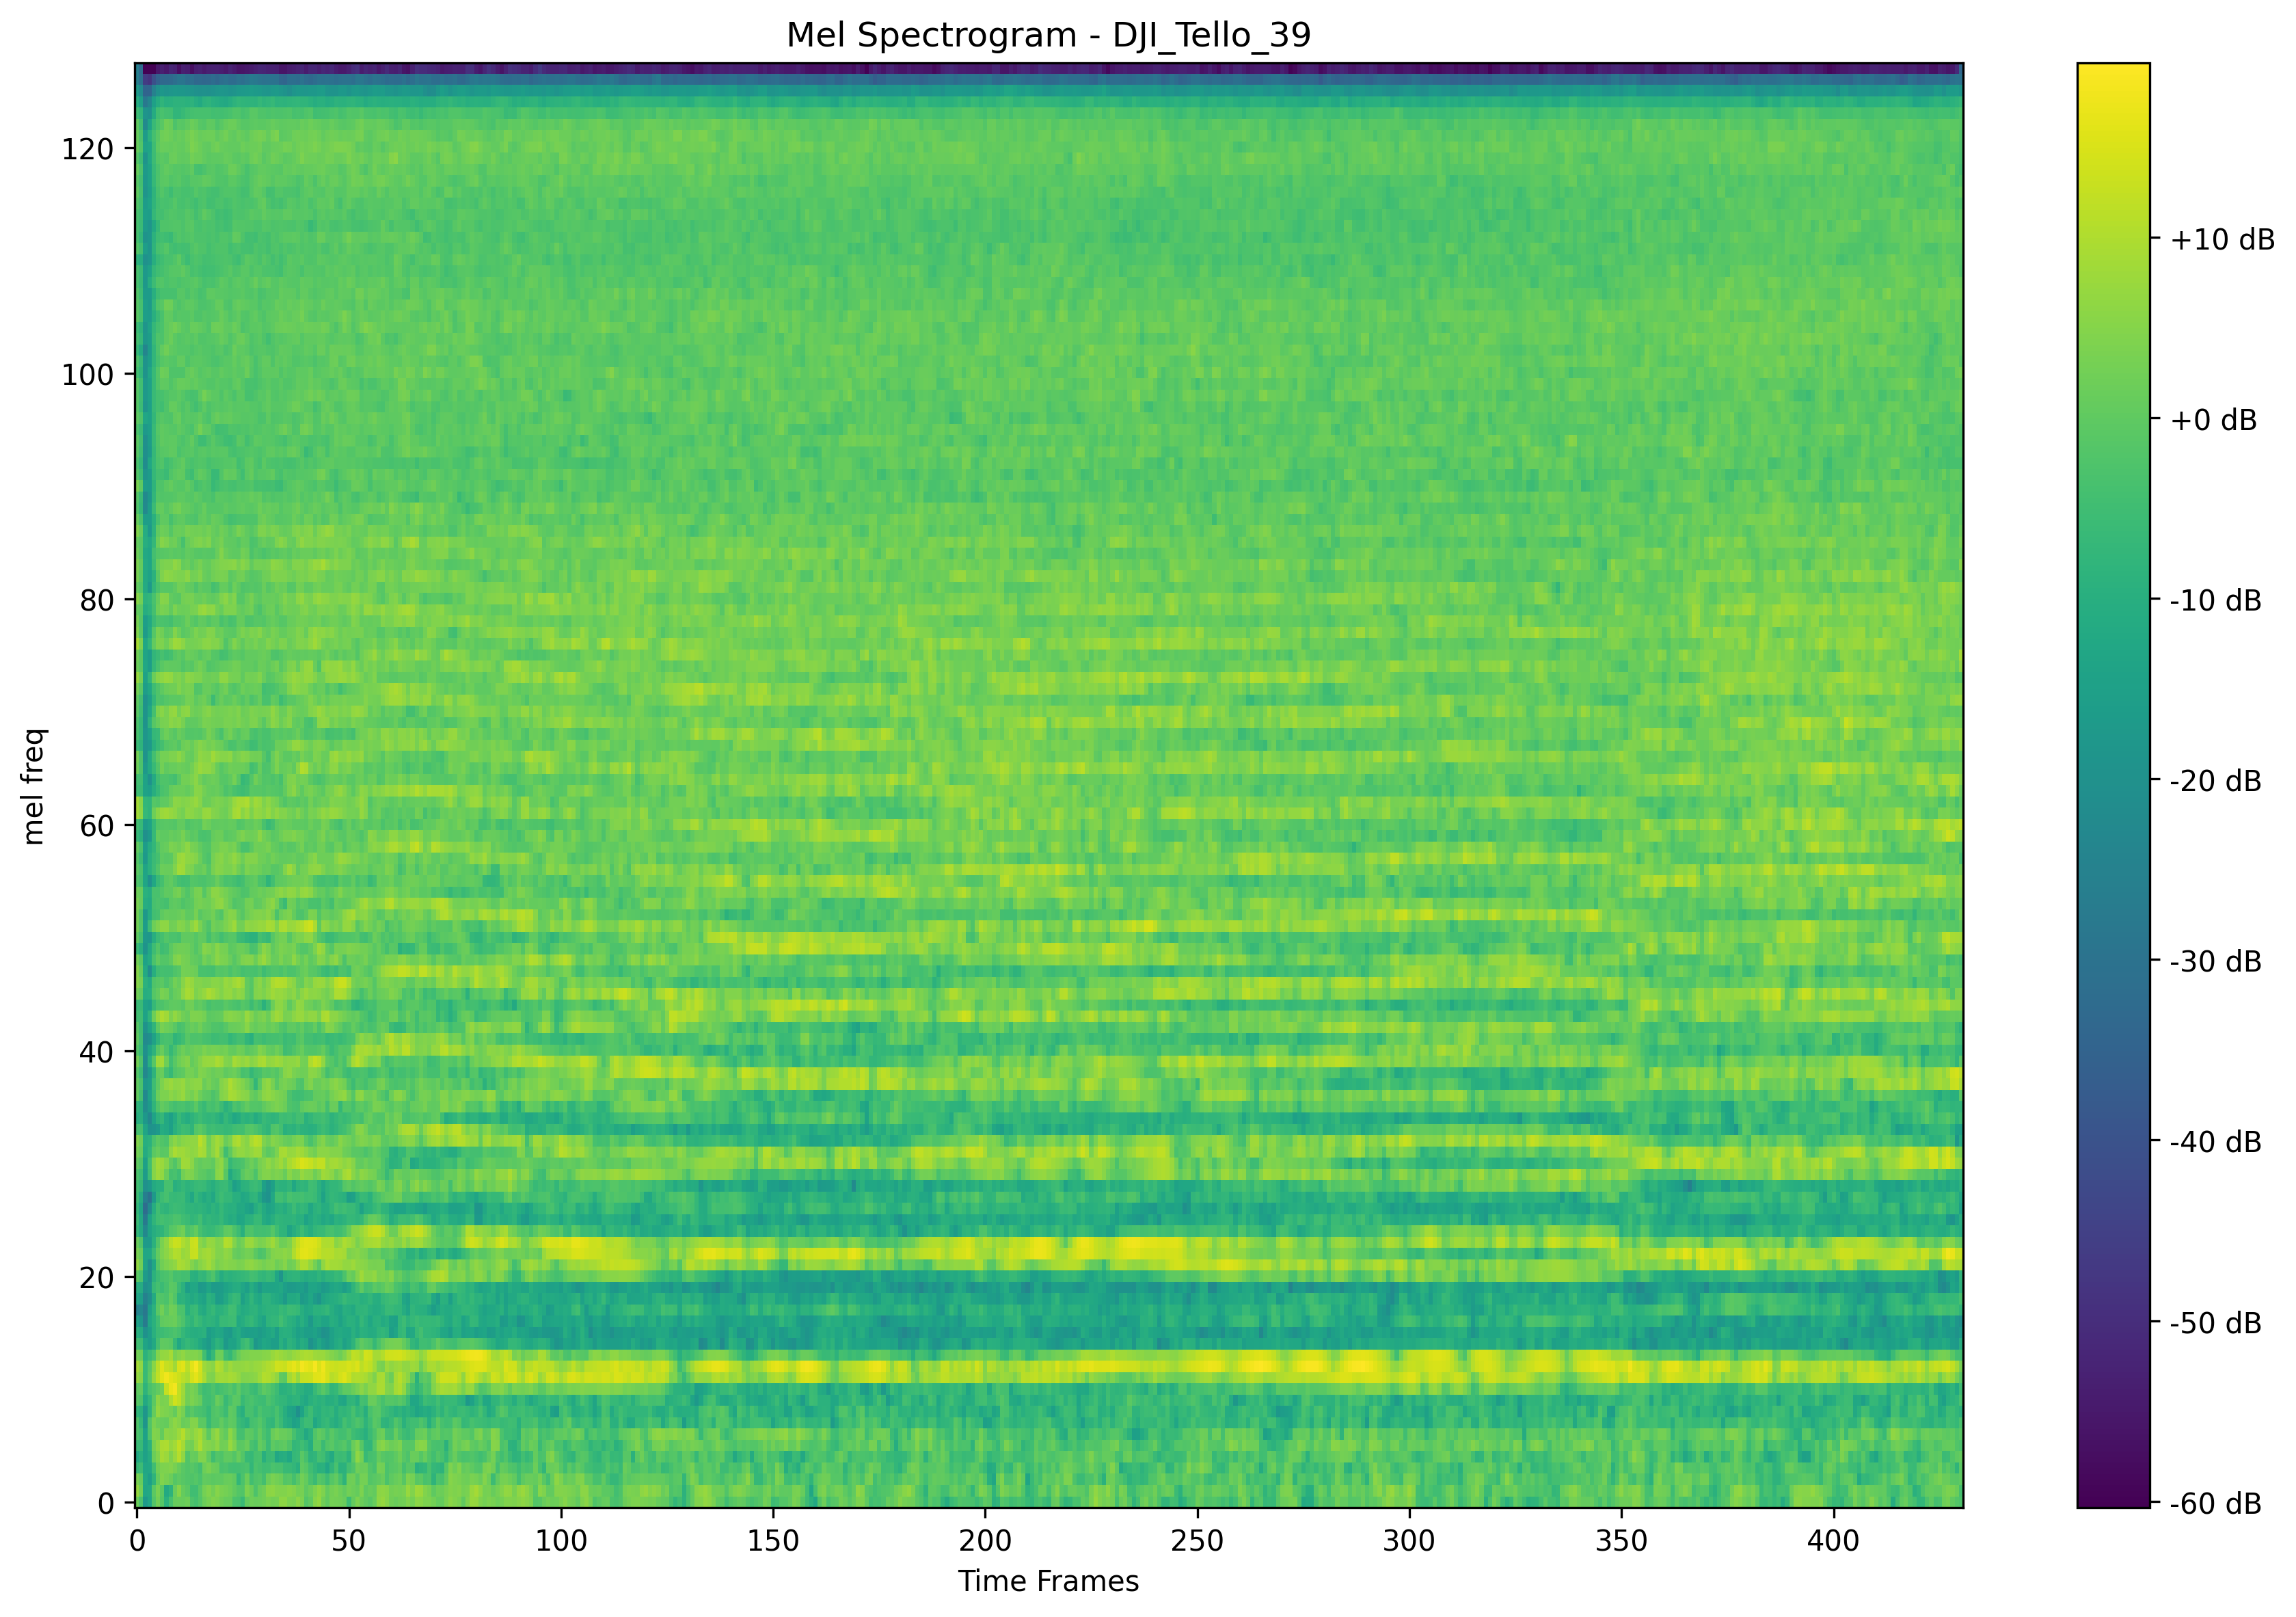 Mel Spectrogram - DJI_Tello_39
mel freq
120
100
80
60
40
20
0
0 50 100 150 200 250 300 350 400
Time Frames
+10 dB
+0 dB
-10 dB
-20 dB
-30 dB
-40 dB
-50 dB
-60 dB